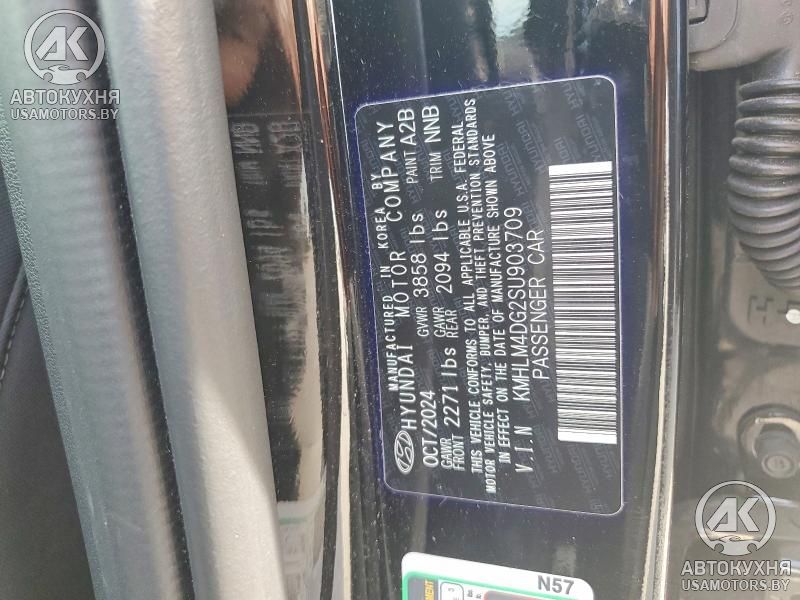 АВТОКУХНЯ
USAMOTORS.BY
MANUFACTURED IN KOREA BY
HYUNDAI MOTOR COMPANY
OCT/2024 GVWR 3858 lbs PAINT A2B
GAWR FRONT 2271 lbs GAWR REAR 2094 lbs TRIM NNB
THIS VEHICLE CONFORMS TO ALL APPLICABLE U.S.A. FEDERAL
MOTOR VEHICLE SAFETY, BUMPER, AND THEFT PREVENTION STANDARDS
IN EFFECT ON THE DATE OF MANUFACTURE SHOWN ABOVE
V.I.N KMHLM4DG2SU903709
PASSENGER CAR
N57
АВТОКУХНЯ
USAMOTORS.BY